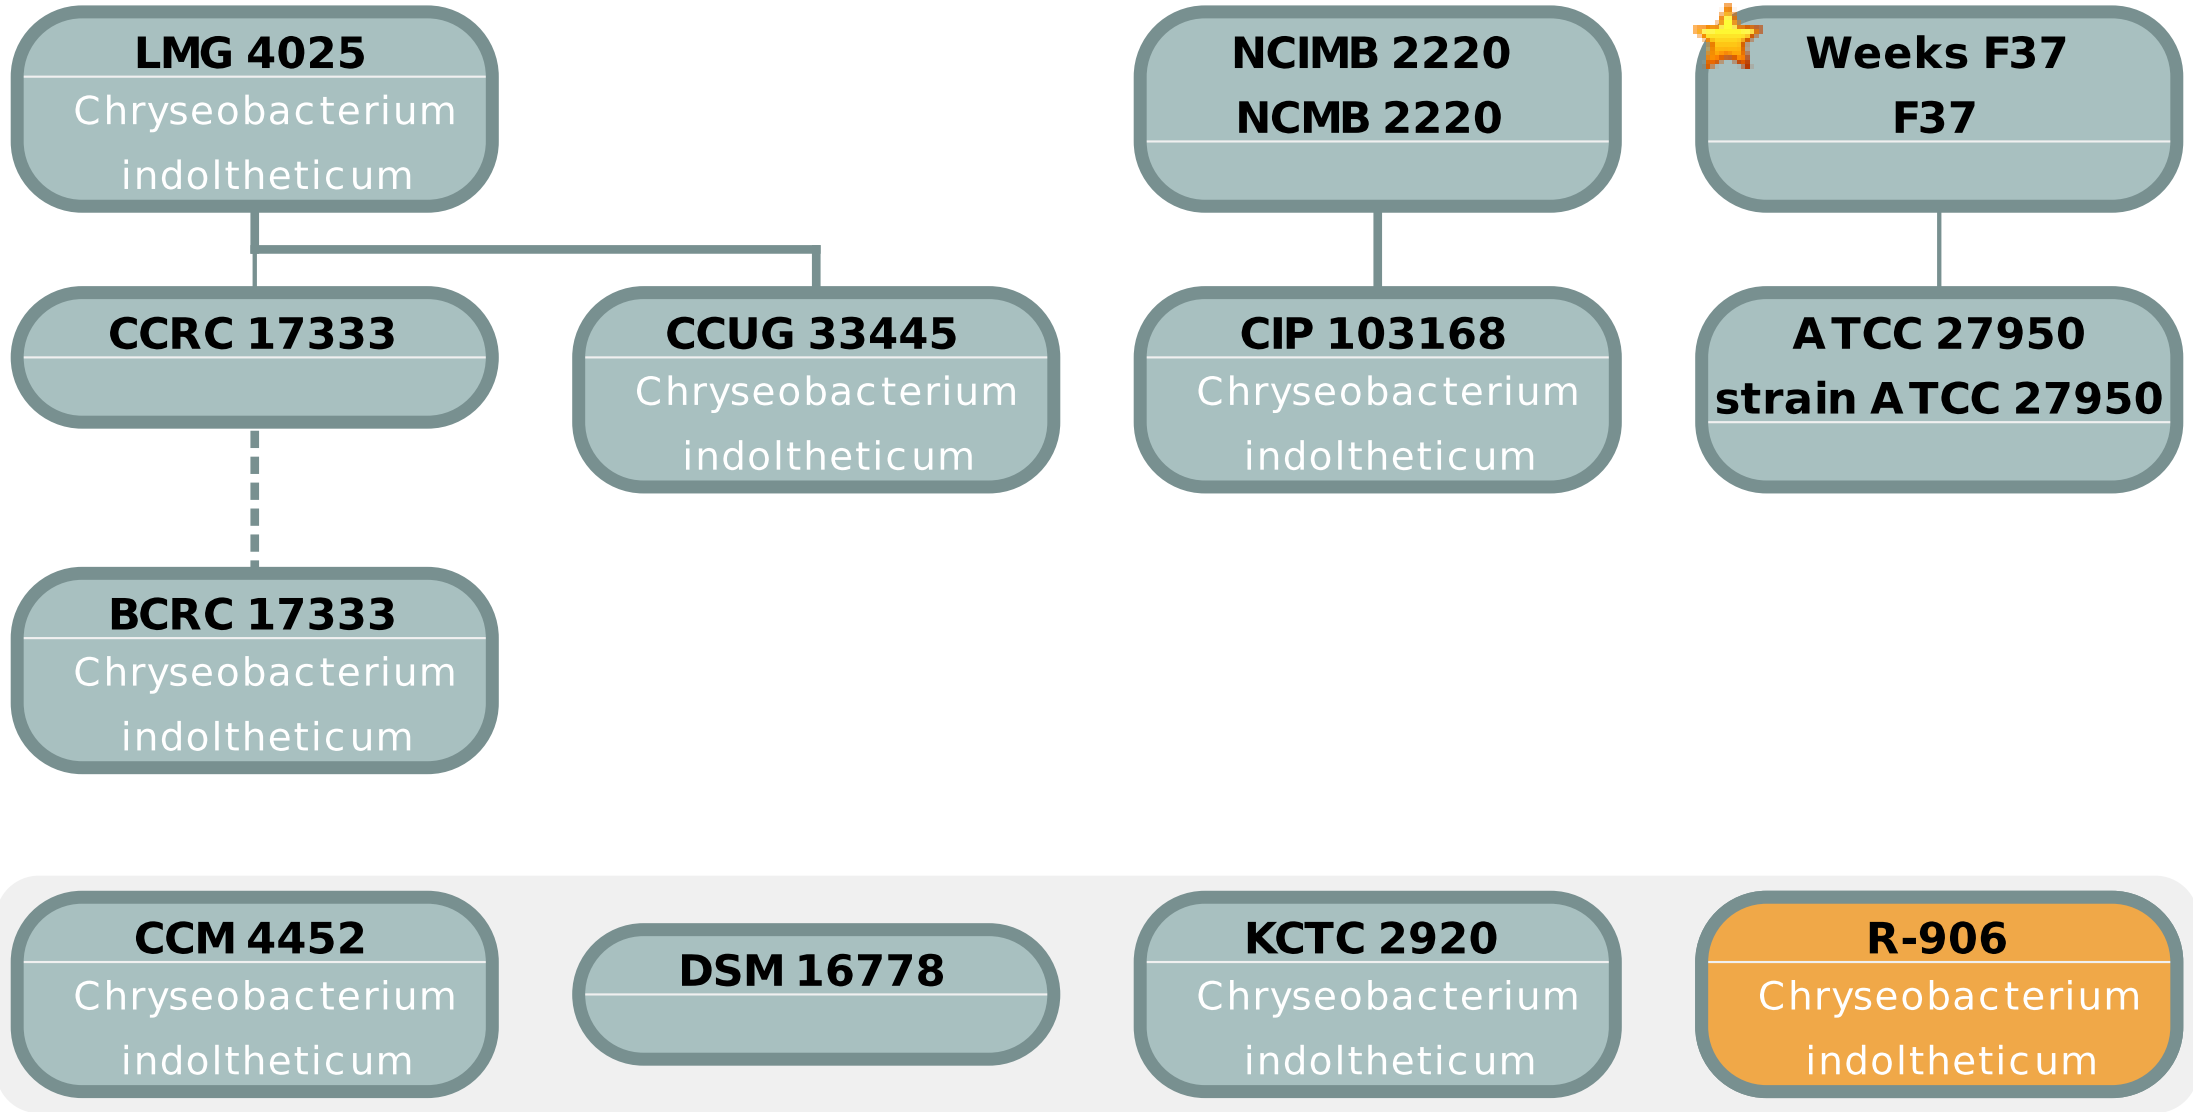 LMG 4025
Chryseobacterium
indoltheticum
NCIMB 2220
NCMB 2220
Weeks F37
F37
CCRC 17333
CCUG 33445
Chryseobacterium
indoltheticum
CIP 103168
Chryseobacterium
indoltheticum
ATCC 27950
strain ATCC 27950
BCRC 17333
Chryseobacterium
indoltheticum
CCM 4452
Chryseobacterium
indoltheticum
DSM 16778
KCTC 2920
Chryseobacterium
indoltheticum
R-906
Chryseobacterium
indoltheticum